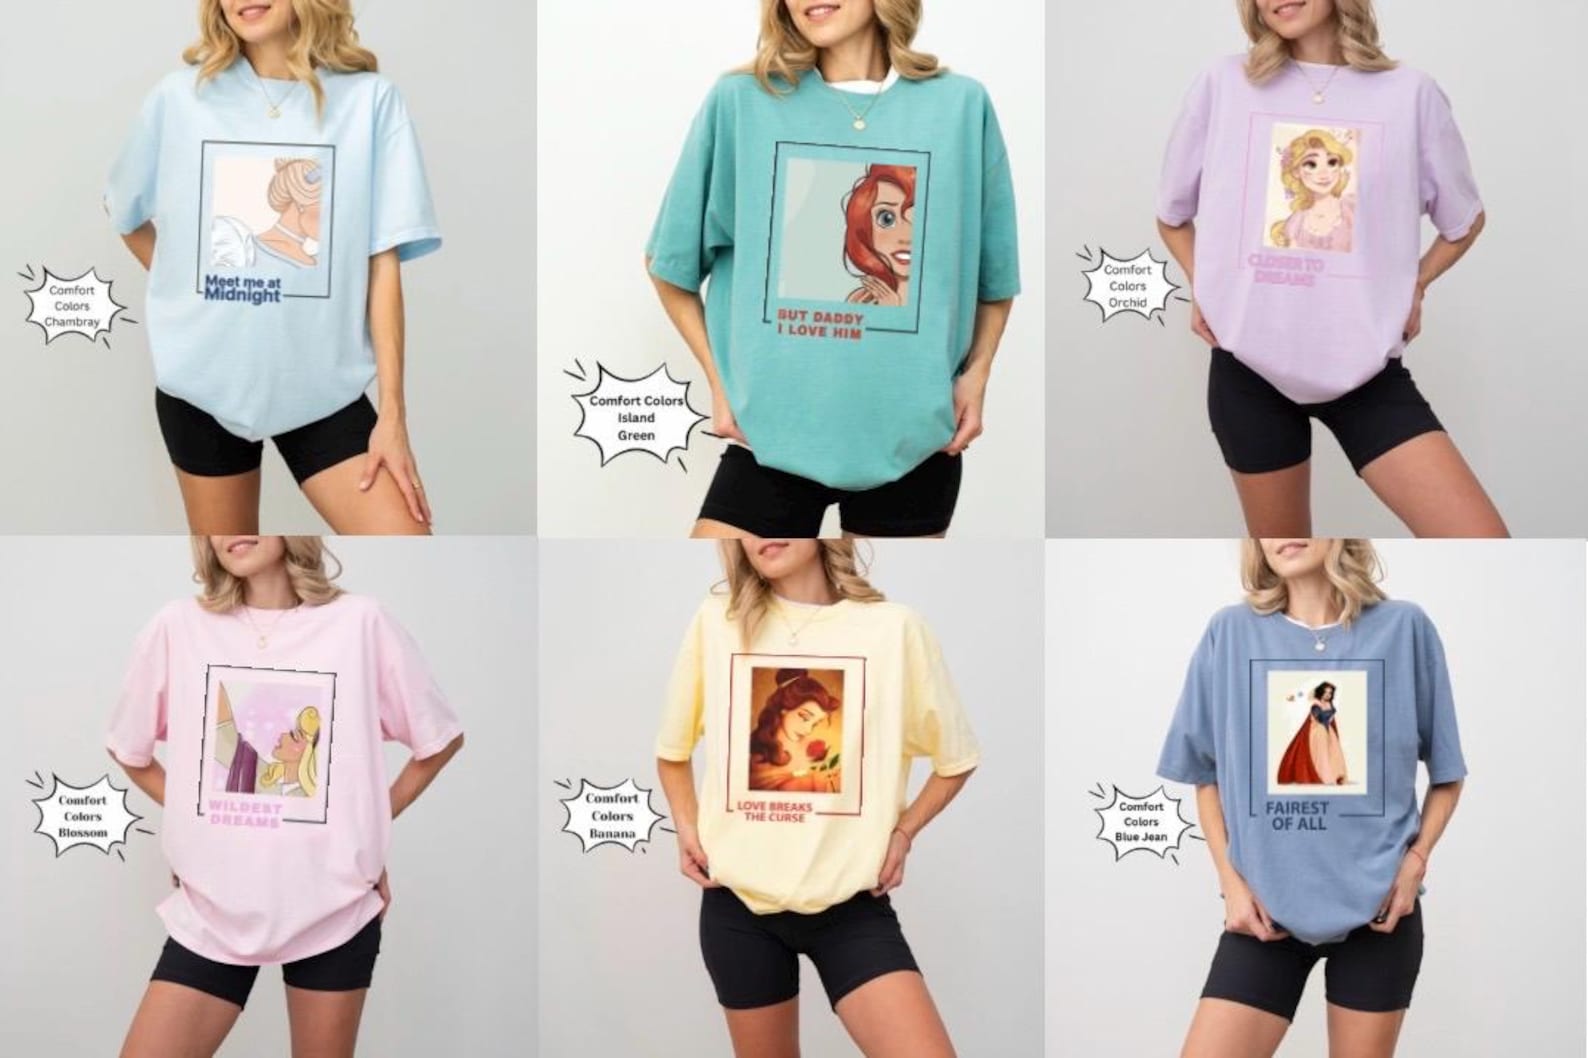 Meet me at
Midnight
Comfort
Colors
Chambray
BUT DADDY
I LOVE HIM
Comfort Colors
Island
Green
CLOSER TO
DREAMS
Comfort
Colors
Orchid
WILDEST
DREAMS
Comfort
Colors
Blossom
LOVE BREAKS
THE CURSE
Comfort
Colors
Banana
FAIREST
OF ALL
Comfort
Colors
Blue Jean